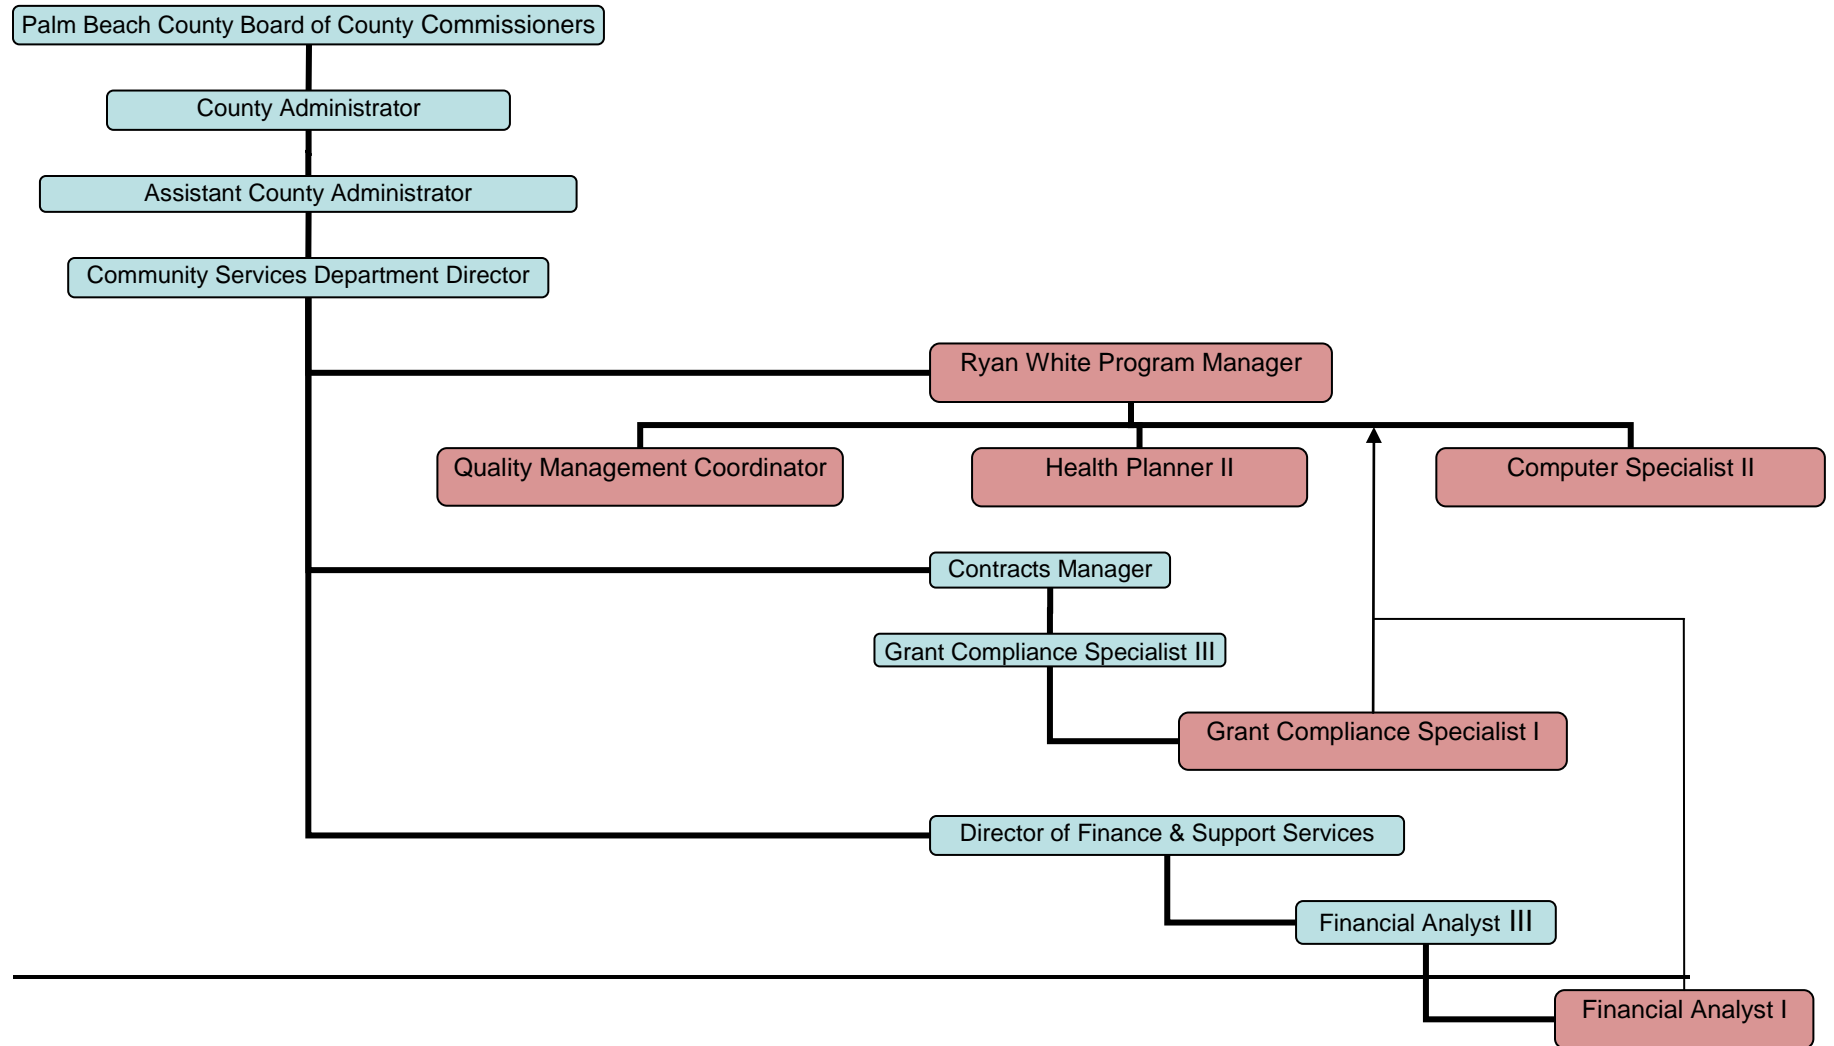 Palm Beach County Board of County Commissioners
County Administrator
Assistant County Administrator
Community Services Department Director
Ryan White Program Manager
Quality Management Coordinator
Health Planner II
Computer Specialist II
Contracts Manager
Grant Compliance Specialist III
Grant Compliance Specialist I
Director of Finance & Support Services
Financial Analyst III
Financial Analyst I